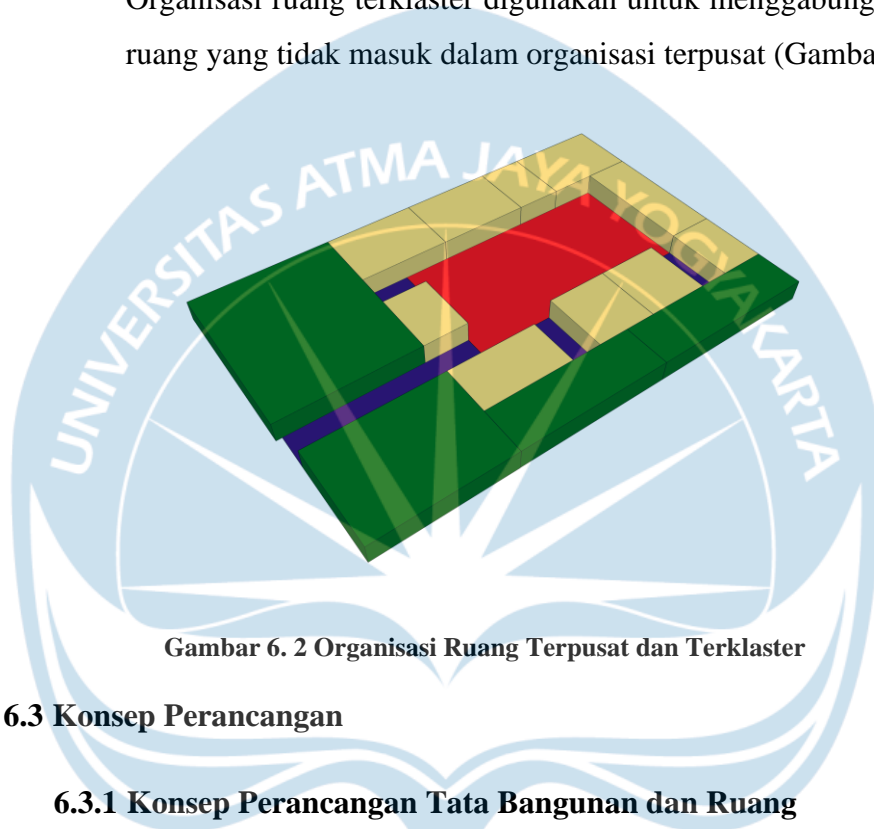 Organisasi ruang terklaster digunakan untuk menggabung
ruang yang tidak masuk dalam organisasi terpusat (Gamba
UNIVERSITAS ATMA JAYA YOGYAKARTA
Gambar 6. 2 Organisasi Ruang Terpusat dan Terklaster
6.3 Konsep Perancangan
6.3.1 Konsep Perancangan Tata Bangunan dan Ruang